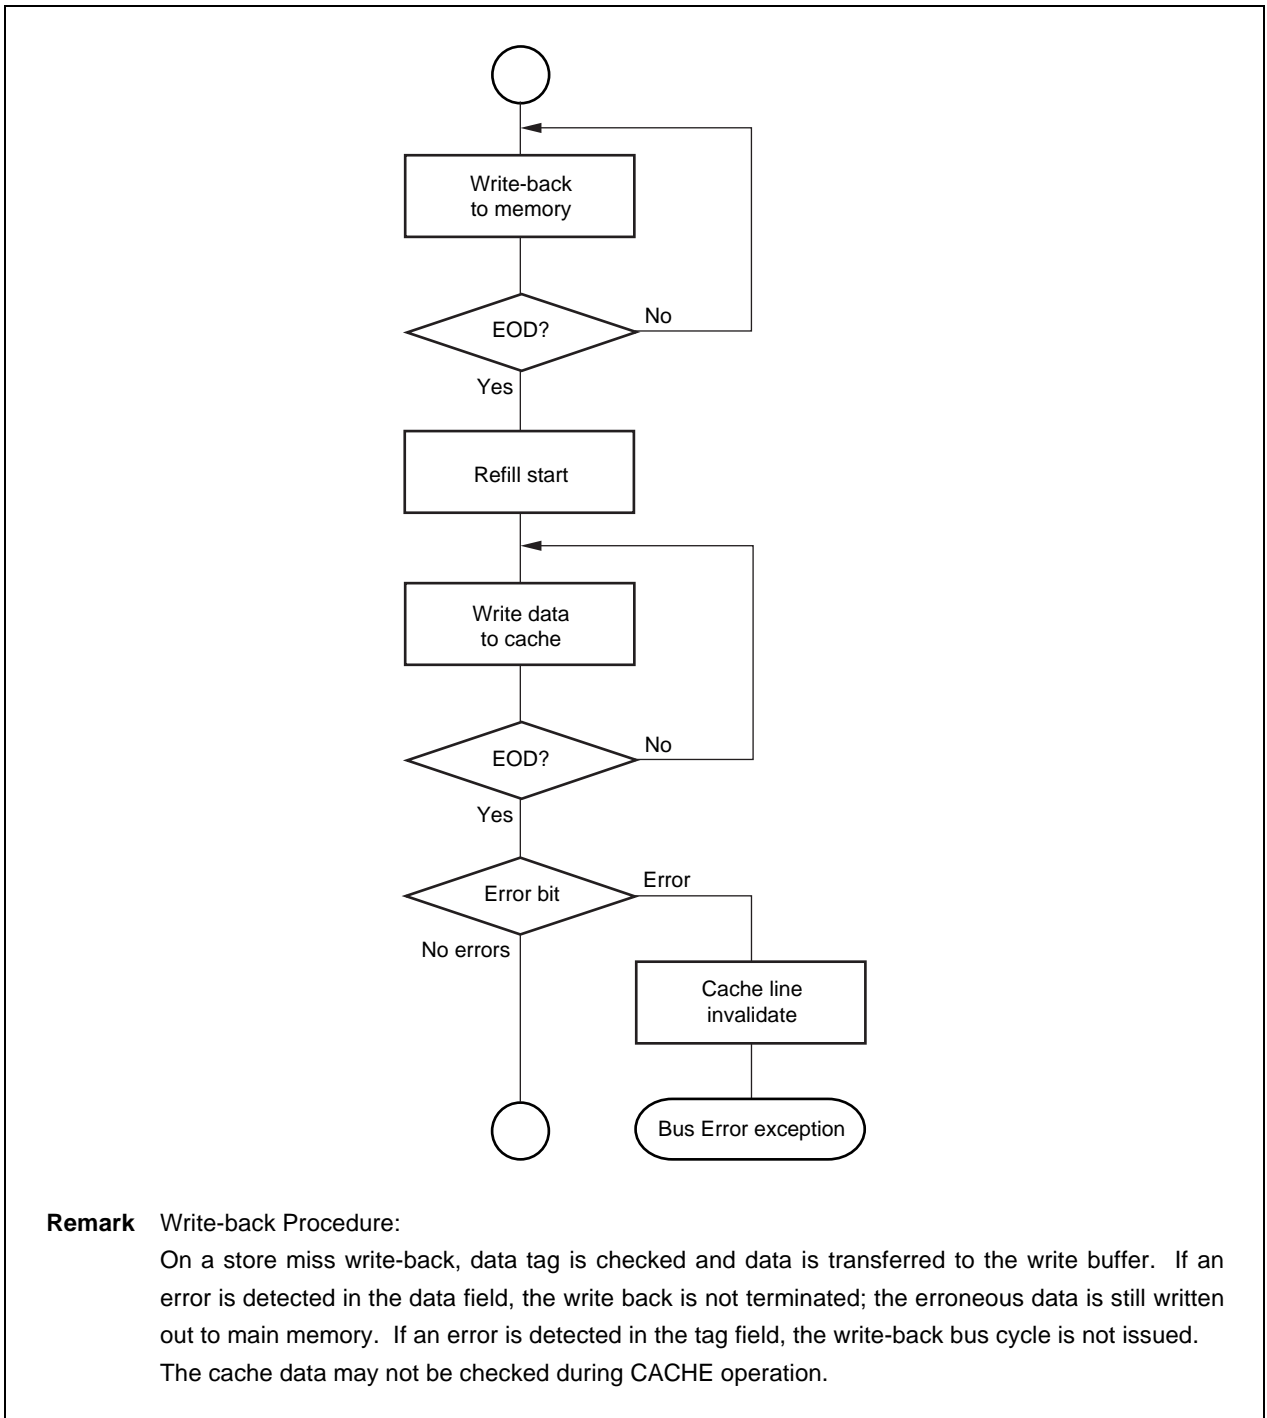 Write-back
to memory
EOD?
No
Yes
Refill start
Write data
to cache
EOD?
No
Yes
Error bit
Error
No errors
Cache line
invalidate
Bus Error exception
Remark Write-back Procedure:
On a store miss write-back, data tag is checked and data is transferred to the write buffer. If an
error is detected in the data field, the write back is not terminated; the erroneous data is still written
out to main memory. If an error is detected in the tag field, the write-back bus cycle is not issued.
The cache data may not be checked during CACHE operation.